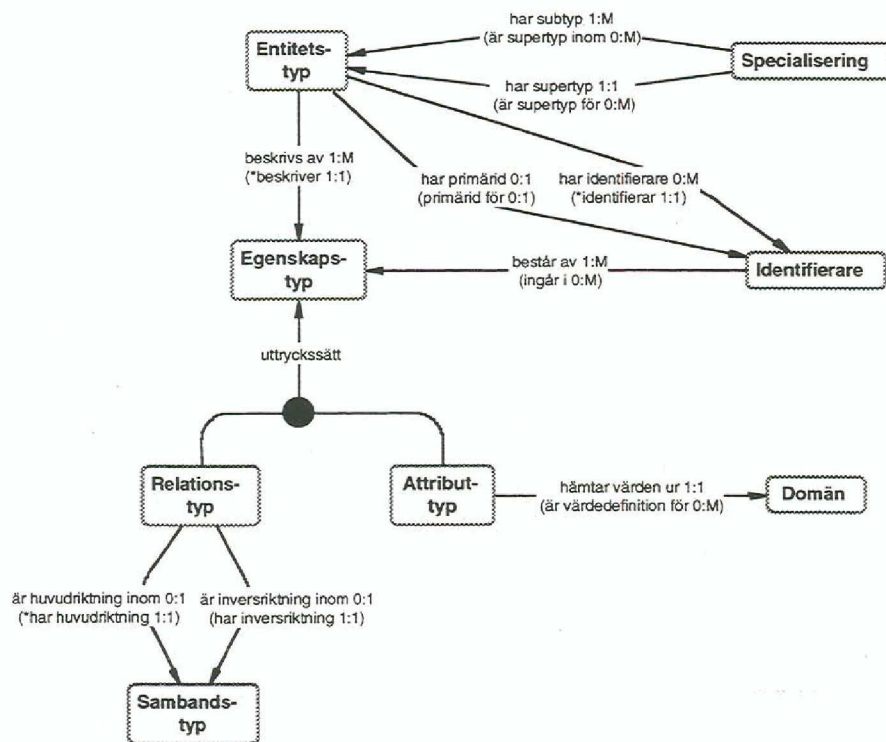 har subtyp 1:M
(är supertyp inom 0:M)
Entitets-
typ
Specialisering
har supertyp 1:1
(är supertyp för 0:M)
beskrivs av 1:M
(*beskriver 1:1)
har primärid 0:1
(primärid för 0:1)
har identifierare 0:M
(*identifierar 1:1)
Egenskaps-
typ
består av 1:M
(ingår i 0:M)
Identifierare
uttryckssätt
Relations-
typ
Attribut-
typ
hämtar värden ur 1:1
(är värdedefinition för 0:M)
Domän
är huvudriktning inom 0:1
(*har huvudriktning 1:1)
är inversriktning inom 0:1
(har inversriktning 1:1)
Sambands-
typ